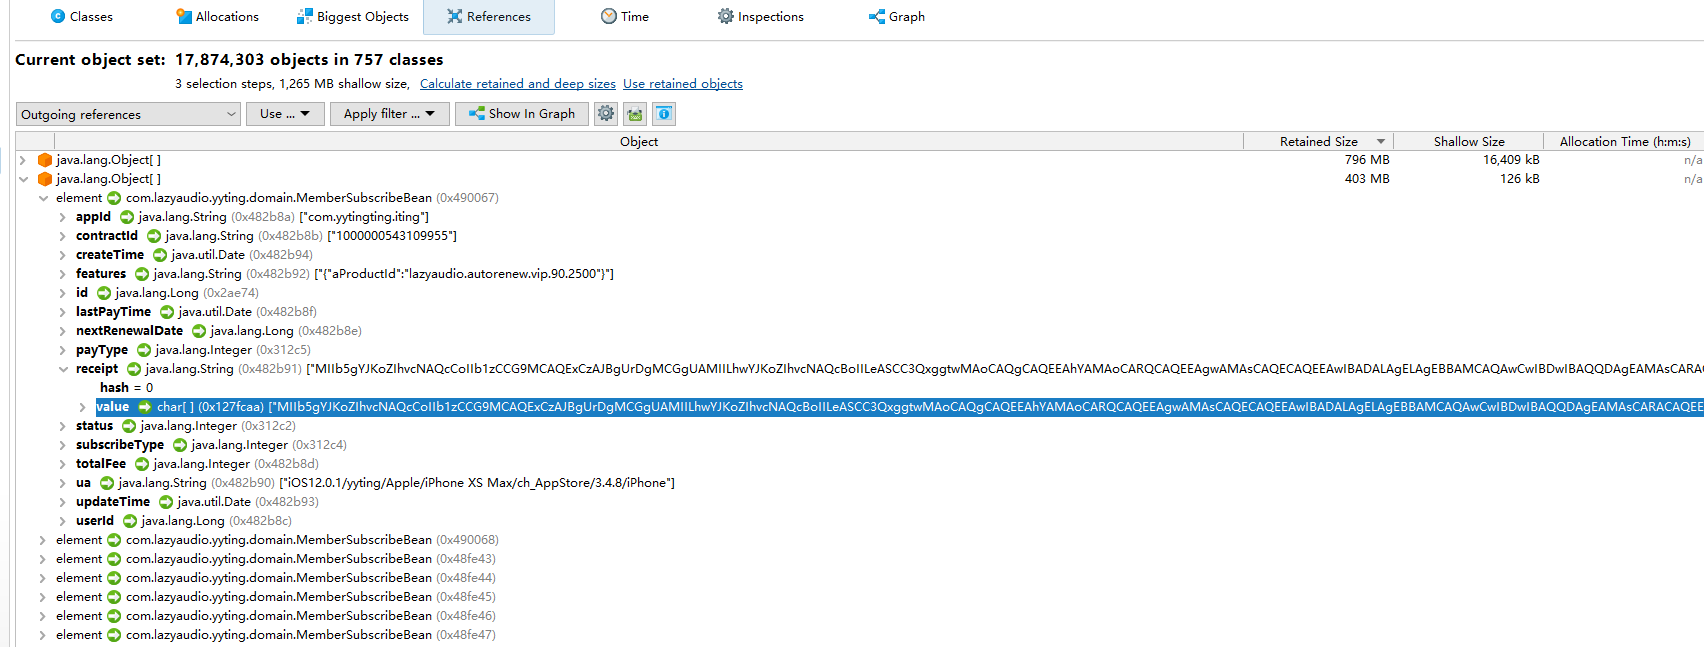 Classes Allocations Biggest Objects References Time Inspections Graph
Current object set: 17,874,303 objects in 757 classes
3 selection steps, 1,265 MB shallow size, Calculate retained and deep sizes Use retained objects
Outgoing references Use ... Apply filter ... Show In Graph
Object Retained Size Shallow Size Allocation Time (h:m:s)
java.lang.Object[ ] 796 MB 16,409 kB n/a
java.lang.Object[ ] 403 MB 126 kB n/a
element com.lazyaudio.yyting.domain.MemberSubscribeBean (0x490067)
appId java.lang.String (0x482b8a) ["com.yytingting.iting"]
contractId java.lang.String (0x482b8b) ["1000000543109955"]
createTime java.util.Date (0x482b94)
features java.lang.String (0x482b92) ["{"aProductId":"lazyaudio.autorenew.vip.90.2500"}"]
id java.lang.Long (0x2ae74)
lastPayTime java.util.Date (0x482b8f)
nextRenewalDate java.lang.Long (0x482b8e)
payType java.lang.Integer (0x312c5)
receipt java.lang.String (0x482b91) ["MIIb5gYJKoZIhvcNAQcCoIIb1zCCG9MCAQExCzAJBgUrDgMCGgUAMIILhwYJKoZIhvcNAQcBoIILeASCC3QxggtwMAoCAQgCAQEEAhYAMAoCARQCAQEEAgwAMAsCAQECAQEEAwIBADALAgELAgEBBAMCAQAwCwIBDwIBAQQDAgEAMAsCARAC
hash = 0
value char[ ] (0x127fcaa) ["MIIb5gYJKoZIhvcNAQcCoIIb1zCCG9MCAQExCzAJBgUrDgMCGgUAMIILhwYJKoZIhvcNAQcBoIILeASCC3QxggtwMAoCAQgCAQEEAhYAMAoCARQCAQEEAgwAMAsCAQECAQEEAwIBADALAgELAgEBBAMCAQAwCwIBDwIBAQQDAgEAMAsCARACAQEE
status java.lang.Integer (0x312c2)
subscribeType java.lang.Integer (0x312c4)
totalFee java.lang.Integer (0x482b8d)
ua java.lang.String (0x482b90) ["iOS12.0.1/yyting/Apple/iPhone XS Max/ch_AppStore/3.4.8/iPhone"]
updateTime java.util.Date (0x482b93)
userId java.lang.Long (0x482b8c)
element com.lazyaudio.yyting.domain.MemberSubscribeBean (0x490068)
element com.lazyaudio.yyting.domain.MemberSubscribeBean (0x48fe43)
element com.lazyaudio.yyting.domain.MemberSubscribeBean (0x48fe44)
element com.lazyaudio.yyting.domain.MemberSubscribeBean (0x48fe45)
element com.lazyaudio.yyting.domain.MemberSubscribeBean (0x48fe46)
element com.lazyaudio.yyting.domain.MemberSubscribeBean (0x48fe47)